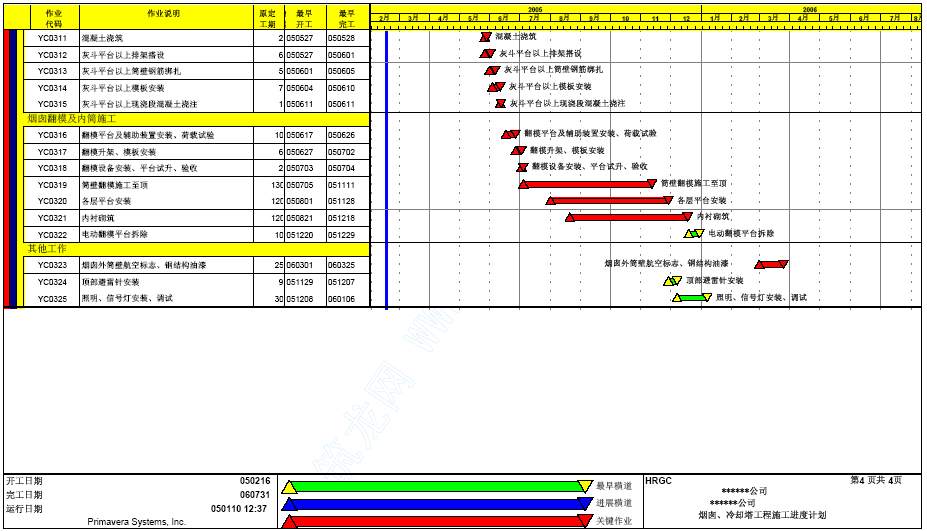 作业 作业说明 原定 最早 最早 2005 2006
代码 工期 开工 完工 2月 3月 4月 5月 6月 7月 8月 9月 10 11 12 1月 2月 3月 4月 5月 6月 7月
YC0311 混凝土浇筑 2 050527 050528 混凝土浇筑
YC0312 灰斗平台以上排架搭设 6 050527 050601 灰斗平台以上排架搭设
YC0313 灰斗平台以上筒壁钢筋绑扎 5 050601 050605 灰斗平台以上筒壁钢筋绑扎
YC0314 灰斗平台以上模板安装 7 050604 050610 灰斗平台以上模板安装
YC0315 灰斗平台以上现浇段混凝土浇注 1 050611 050611 灰斗平台以上现浇段混凝土浇注
烟囱翻模及内筒施工
YC0316 翻模平台及辅助装置安装、荷载试验 10 050617 050626 翻模平台及辅助装置安装、荷载试验
YC0317 翻模升架、模板安装 6 050627 050702 翻模升架、模板安装
YC0318 翻模设备安装、平台试升、验收 2 050703 050704 翻模设备安装、平台试升、验收
YC0319 筒壁翻模施工至顶 130 050705 051111 筒壁翻模施工至顶
YC0320 各层平台安装 120 050801 051128 各层平台安装
YC0321 内衬砌筑 120 050821 051218 内衬砌筑
YC0322 电动翻模平台拆除 10 051220 051229 电动翻模平台拆除
其他工作
YC0323 烟囱外筒壁航空标志、钢结构油漆 25 060301 060325 烟囱外筒壁航空标志、钢结构油漆
YC0324 顶部避雷针安装 9 051129 051207 顶部避雷针安装
YC0325 照明、信号灯安装、调试 30 051208 060106 照明、信号灯安装、调试
筑龙网
开工日期 050216
完工日期 060731
运行日期 050110 12:37
Primavera Systems, Inc.
最早横道
进展横道
关键作业
HRGC 第4 页共 4页
******公司
******公司
烟囱、冷却塔工程施工进度计划